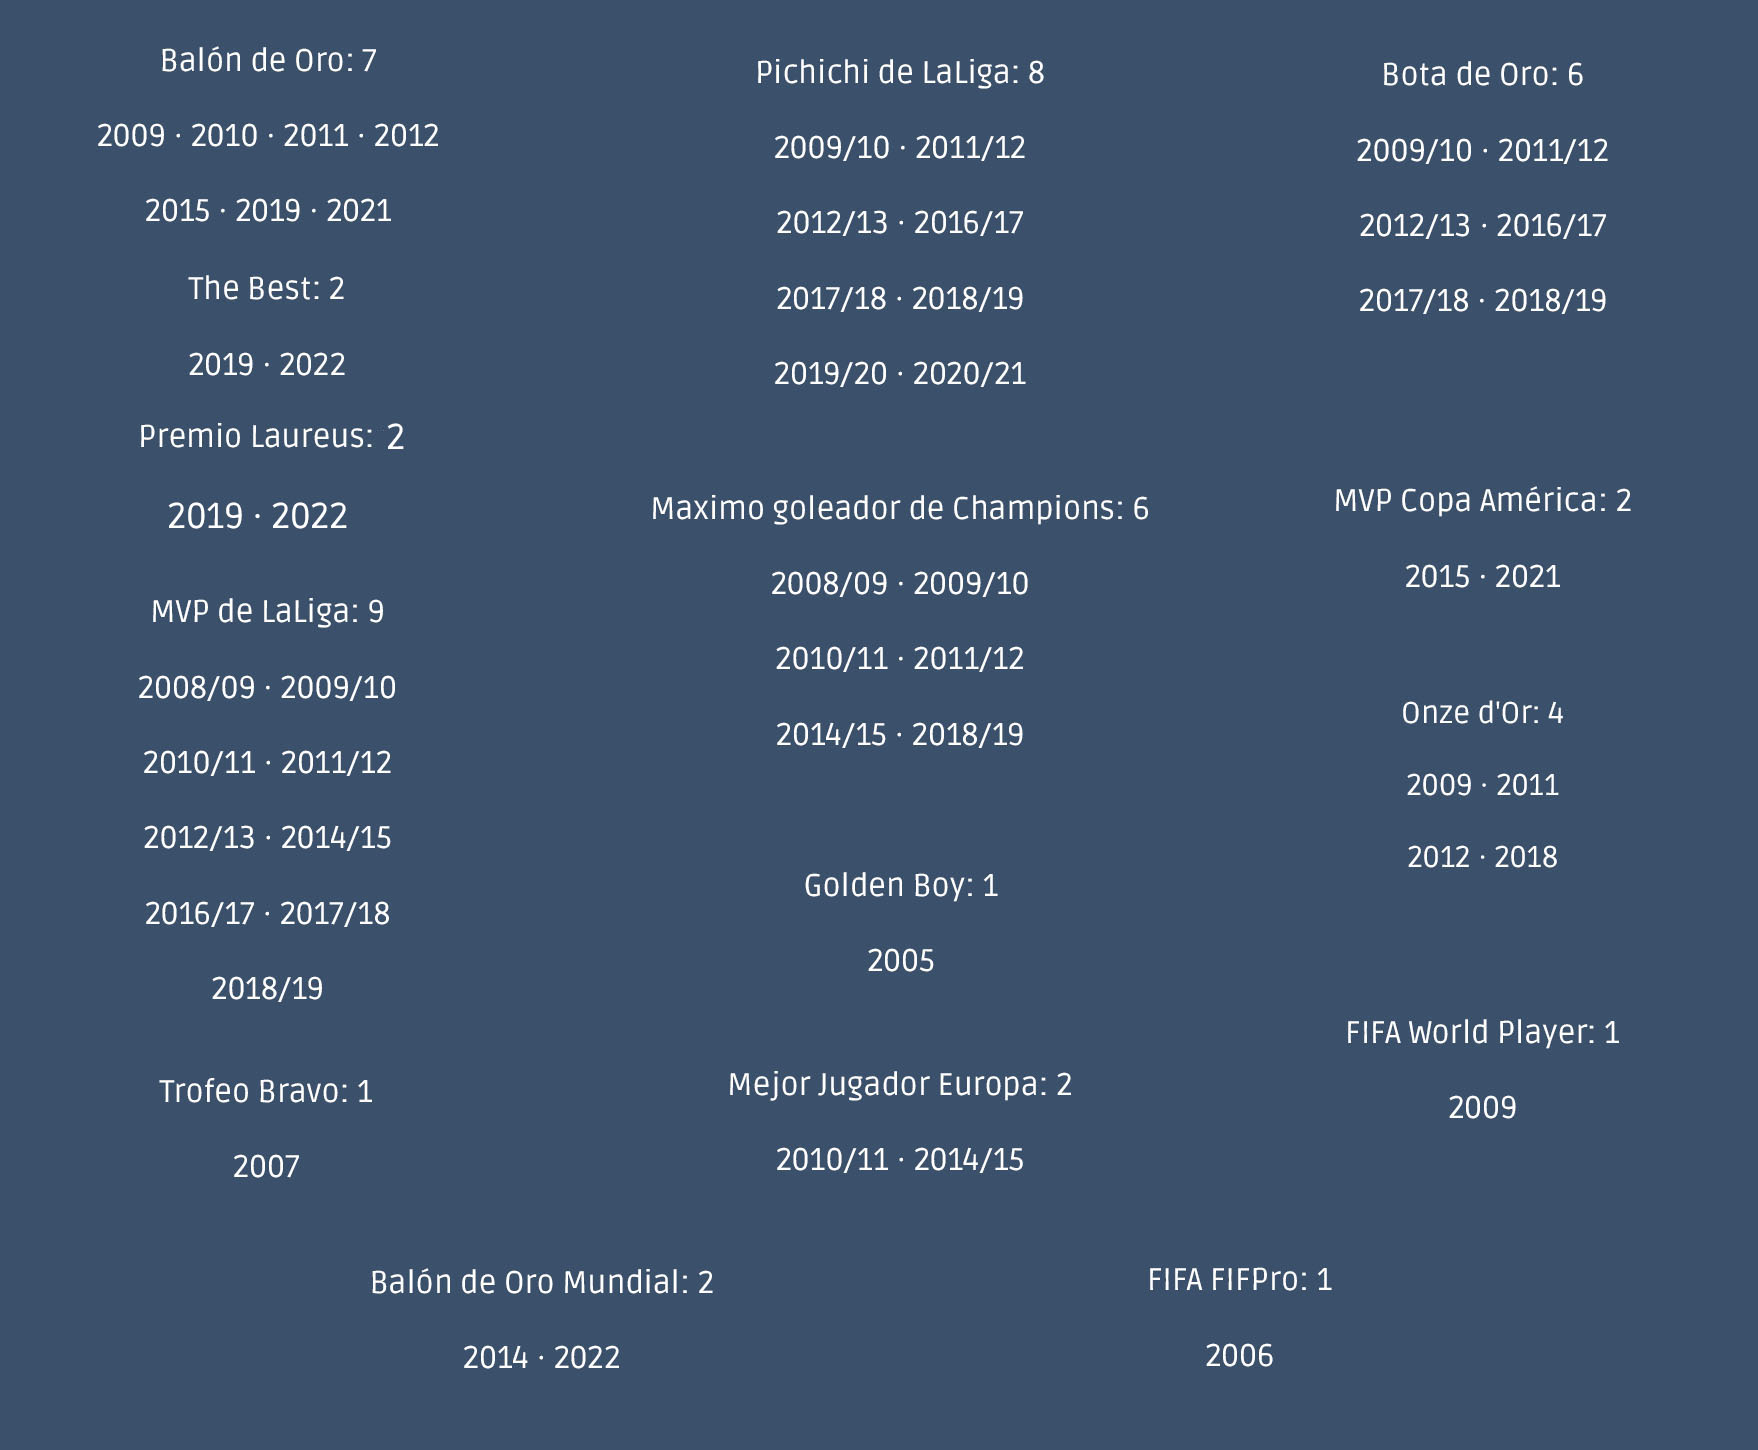 Balón de Oro: 7
2009 · 2010 · 2011 · 2012
2015 · 2019 · 2021
The Best: 2
2019 · 2022
Premio Laureus: 2
2019 · 2022
MVP de LaLiga: 9
2008/09 · 2009/10
2010/11 · 2011/12
2012/13 · 2014/15
2016/17 · 2017/18
2018/19
Trofeo Bravo: 1
2007
Pichichi de LaLiga: 8
2009/10 · 2011/12
2012/13 · 2016/17
2017/18 · 2018/19
2019/20 · 2020/21
Maximo goleador de Champions: 6
2008/09 · 2009/10
2010/11 · 2011/12
2014/15 · 2018/19
Golden Boy: 1
2005
Mejor Jugador Europa: 2
2010/11 · 2014/15
Bota de Oro: 6
2009/10 · 2011/12
2012/13 · 2016/17
2017/18 · 2018/19
MVP Copa América: 2
2015 · 2021
Onze d'Or: 4
2009 · 2011
2012 · 2018
FIFA World Player: 1
2009
Balón de Oro Mundial: 2
2014 · 2022
FIFA FIFPro: 1
2006